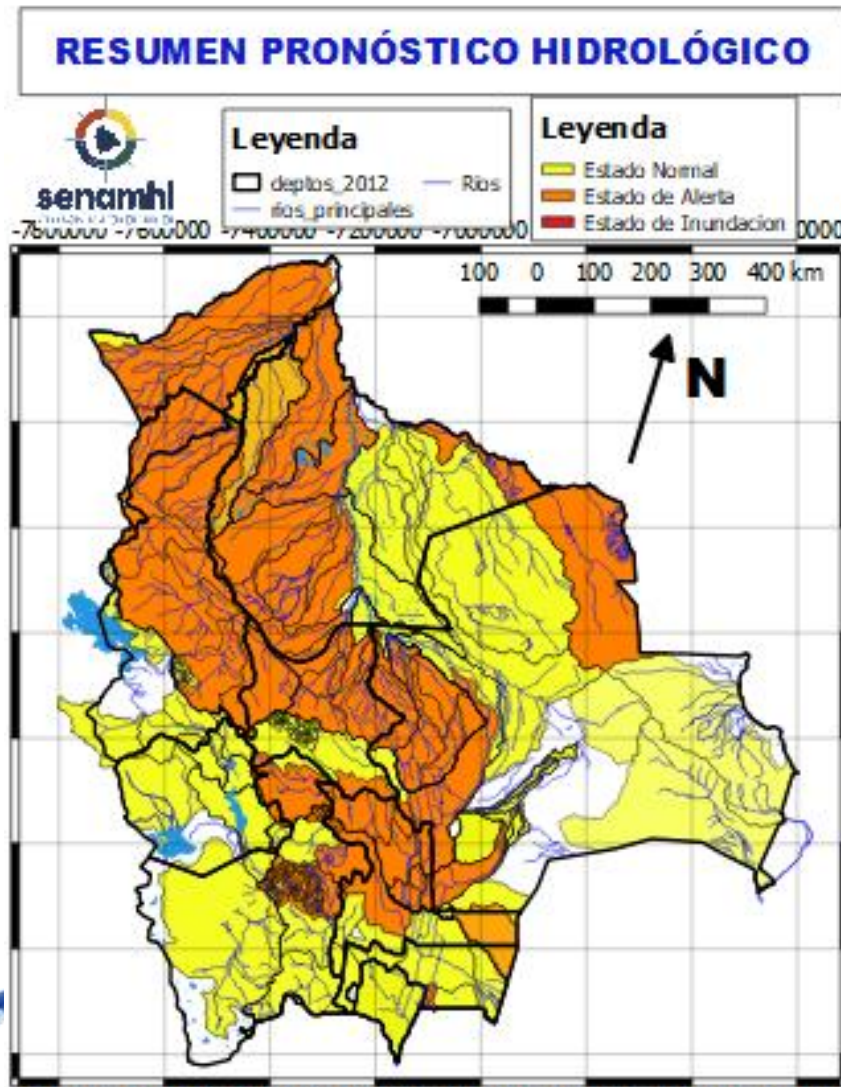 RESUMEN PRONÓSTICO HIDROLÓGICO
senamhi
Leyenda
deptos_2012
Rios
rios_principales
Leyenda
Estado Normal
Estado de Alerta
Estado de Inundacion
-7600000 -7400000 -7200000 -7000000
100 0 100 200 300 400 km
N